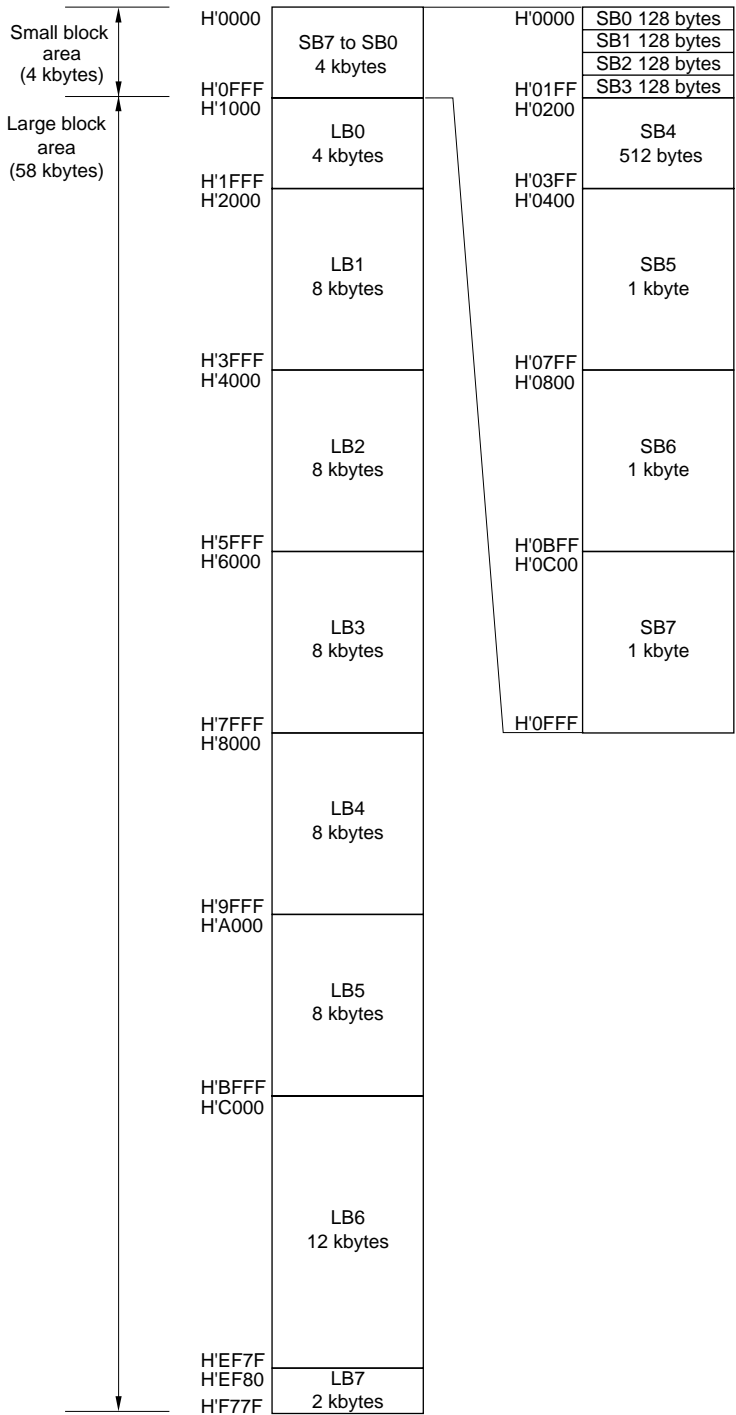 Small block
area
(4 kbytes)
Large block
area
(58 kbytes)
H'0000
SB7 to SB0
4 kbytes
H'0FFF
H'1000
LB0
4 kbytes
H'1FFF
H'2000
LB1
8 kbytes
H'3FFF
H'4000
LB2
8 kbytes
H'5FFF
H'6000
LB3
8 kbytes
H'7FFF
H'8000
LB4
8 kbytes
H'9FFF
H'A000
LB5
8 kbytes
H'BFFF
H'C000
LB6
12 kbytes
H'EF7F
H'EF80
LB7
2 kbytes
H'F77F
H'0000
SB0 128 bytes
SB1 128 bytes
SB2 128 bytes
SB3 128 bytes
H'01FF
H'0200
SB4
512 bytes
H'03FF
H'0400
SB5
1 kbyte
H'07FF
H'0800
SB6
1 kbyte
H'0BFF
H'0C00
SB7
1 kbyte
H'0FFF